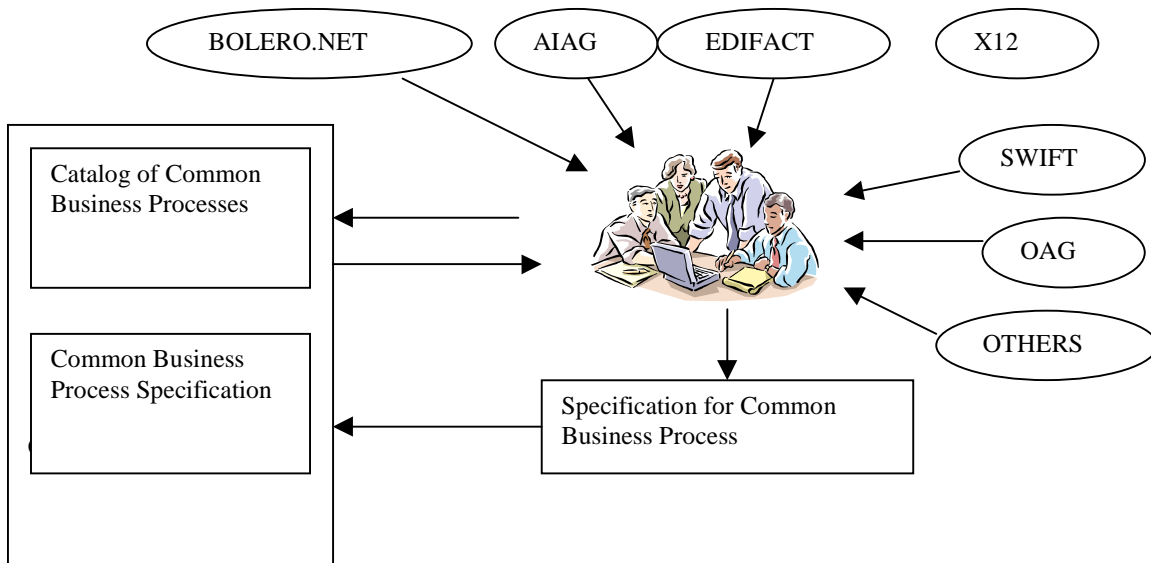 BOLERO.NET
AIAG
EDIFACT
X12
Catalog of Common
Business Processes
SWIFT
OAG
OTHERS
Common Business
Process Specification
Specification for Common
Business Process